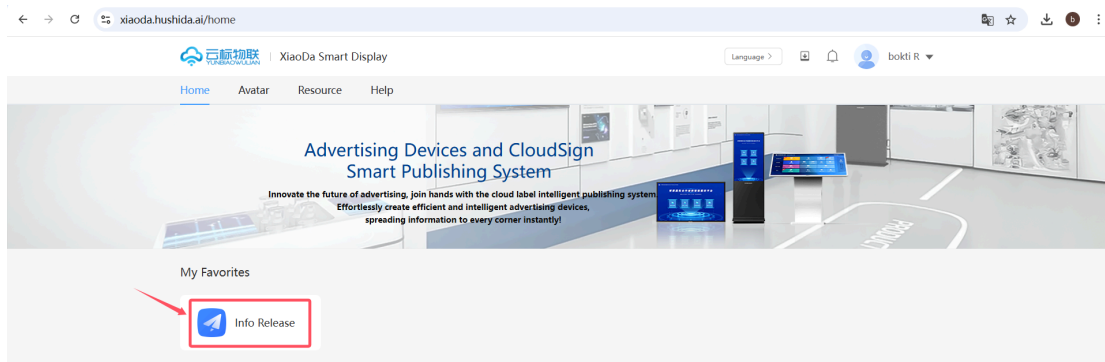 xiaoda.hushida.ai/home
b
云标物联
YUNBIAOWULIAN
XiaoDa Smart Display
Language >
bokti R
Home
Avatar
Resource
Help
Advertising Devices and CloudSign
Smart Publishing System
Innovate the future of advertising, join hands with the cloud label intelligent publishing system
Effortlessly create efficient and intelligent advertising devices,
spreading information to every corner instantly!
PRODUCT
My Favorites
Info Release